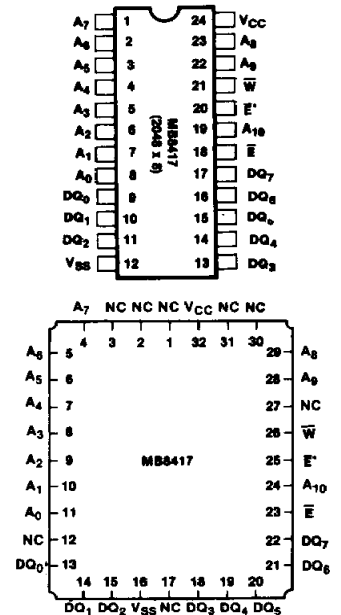 A7 1 24 VCC
A6 2 23 A8
A5 3 22 A9
A4 4 21 W̅
A3 5 20 E̅'
A2 6 19 A10
A1 7 18 E̅
A0 8 17 DQ7
DQ0 9 16 DQ6
DQ1 10 15 DQ5
DQ2 11 14 DQ4
VSS 12 13 DQ3
MB8417
(2048 x 8)
A7 NC NC NC VCC NC NC
4 3 2 1 32 31 30
A6 5 29 A8
A5 6 28 A9
A4 7 27 NC
A3 8 26 W̅
A2 9 MB8417 25 E̅'
A1 10 24 A10
A0 11 23 E̅
NC 12 22 DQ7
DQ0 13 21 DQ6
14 15 16 17 18 19 20
DQ1 DQ2 VSS NC DQ3 DQ4 DQ5